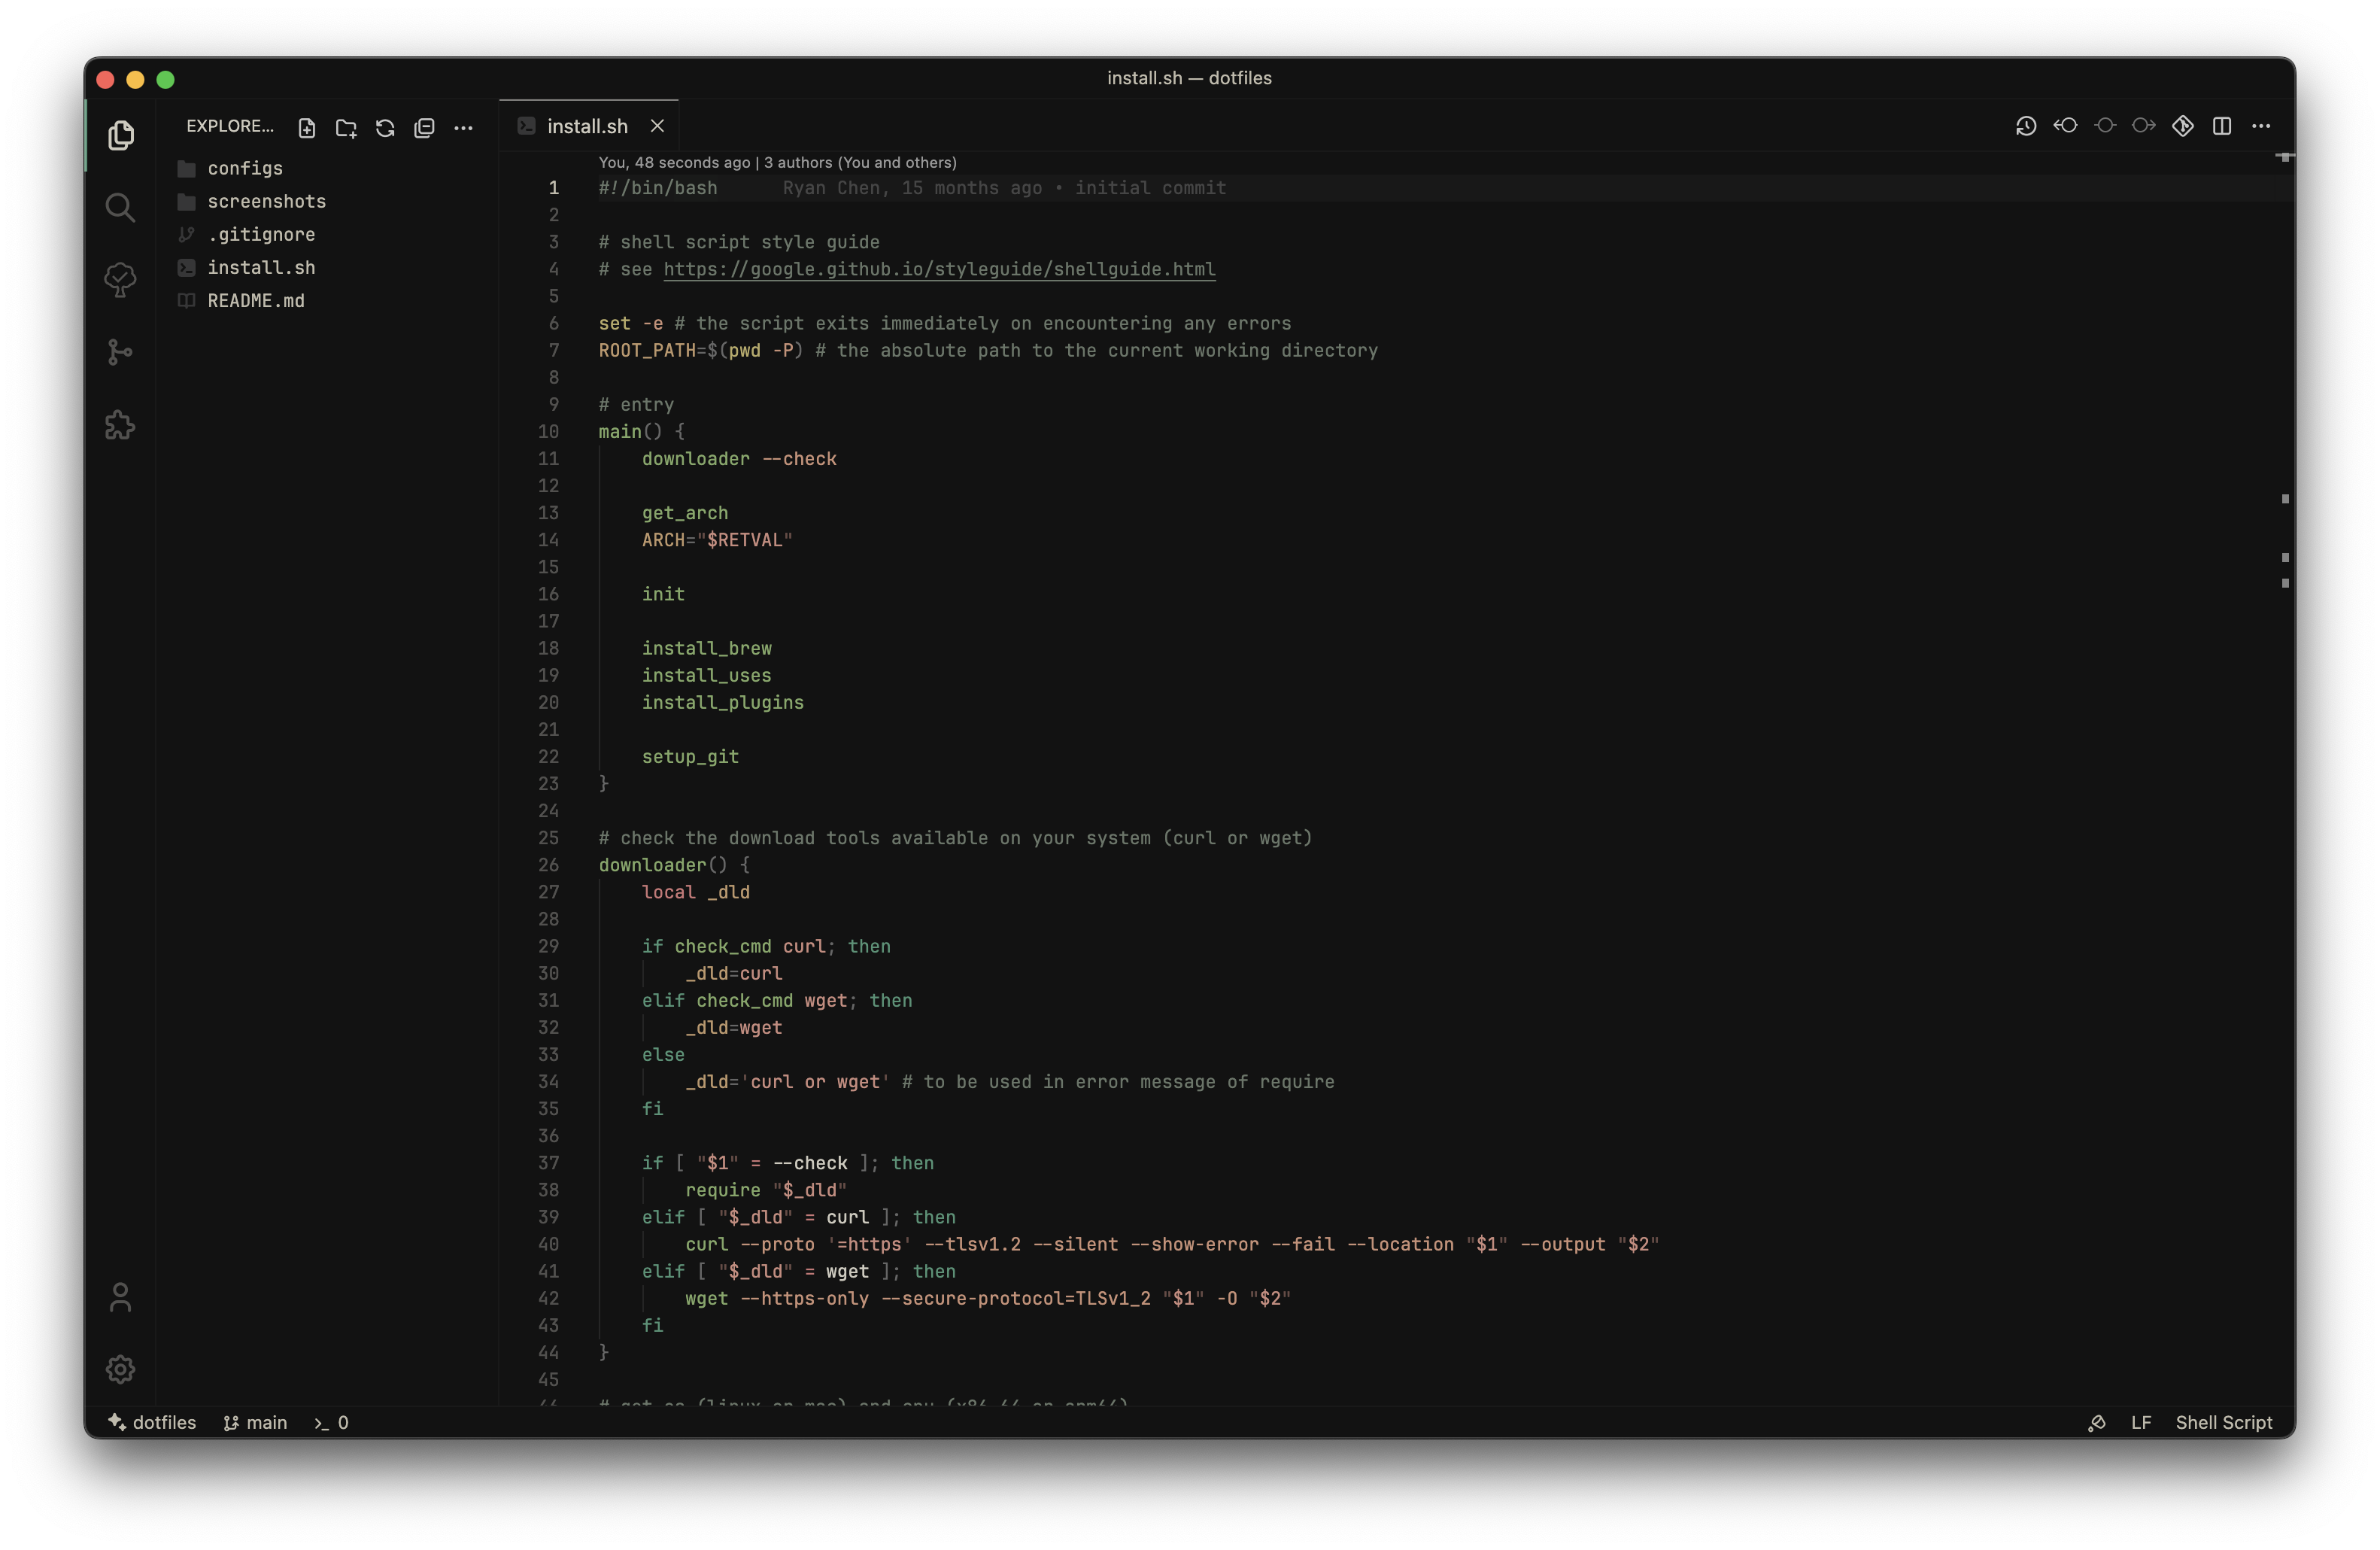 install.sh — dotfiles
EXPLORE...
install.sh
configs
screenshots
.gitignore
install.sh
README.md
You, 48 seconds ago | 3 authors (You and others)
1 #!/bin/bash Ryan Chen, 15 months ago • initial commit
2
3 # shell script style guide
4 # see https://google.github.io/styleguide/shellguide.html
5
6 set -e # the script exits immediately on encountering any errors
7 ROOT_PATH=$(pwd -P) # the absolute path to the current working directory
8
9 # entry
10 main() {
11     downloader --check
12
13     get_arch
14     ARCH="$RETVAL"
15
16     init
17
18     install_brew
19     install_uses
20     install_plugins
21
22     setup_git
23 }
24
25 # check the download tools available on your system (curl or wget)
26 downloader() {
27     local _dld
28
29     if check_cmd curl; then
30         _dld=curl
31     elif check_cmd wget; then
32         _dld=wget
33     else
34         _dld='curl or wget' # to be used in error message of require
35     fi
36
37     if [ "$1" = --check ]; then
38         require "$_dld"
39     elif [ "$_dld" = curl ]; then
40         curl --proto '=https' --tlsv1.2 --silent --show-error --fail --location "$1" --output "$2"
41     elif [ "$_dld" = wget ]; then
42         wget --https-only --secure-protocol=TLSv1_2 "$1" -O "$2"
43     fi
44 }
45
46 # get os (linux or mac) and cpu (x86_64 or arm64)
dotfiles main 0 LF Shell Script